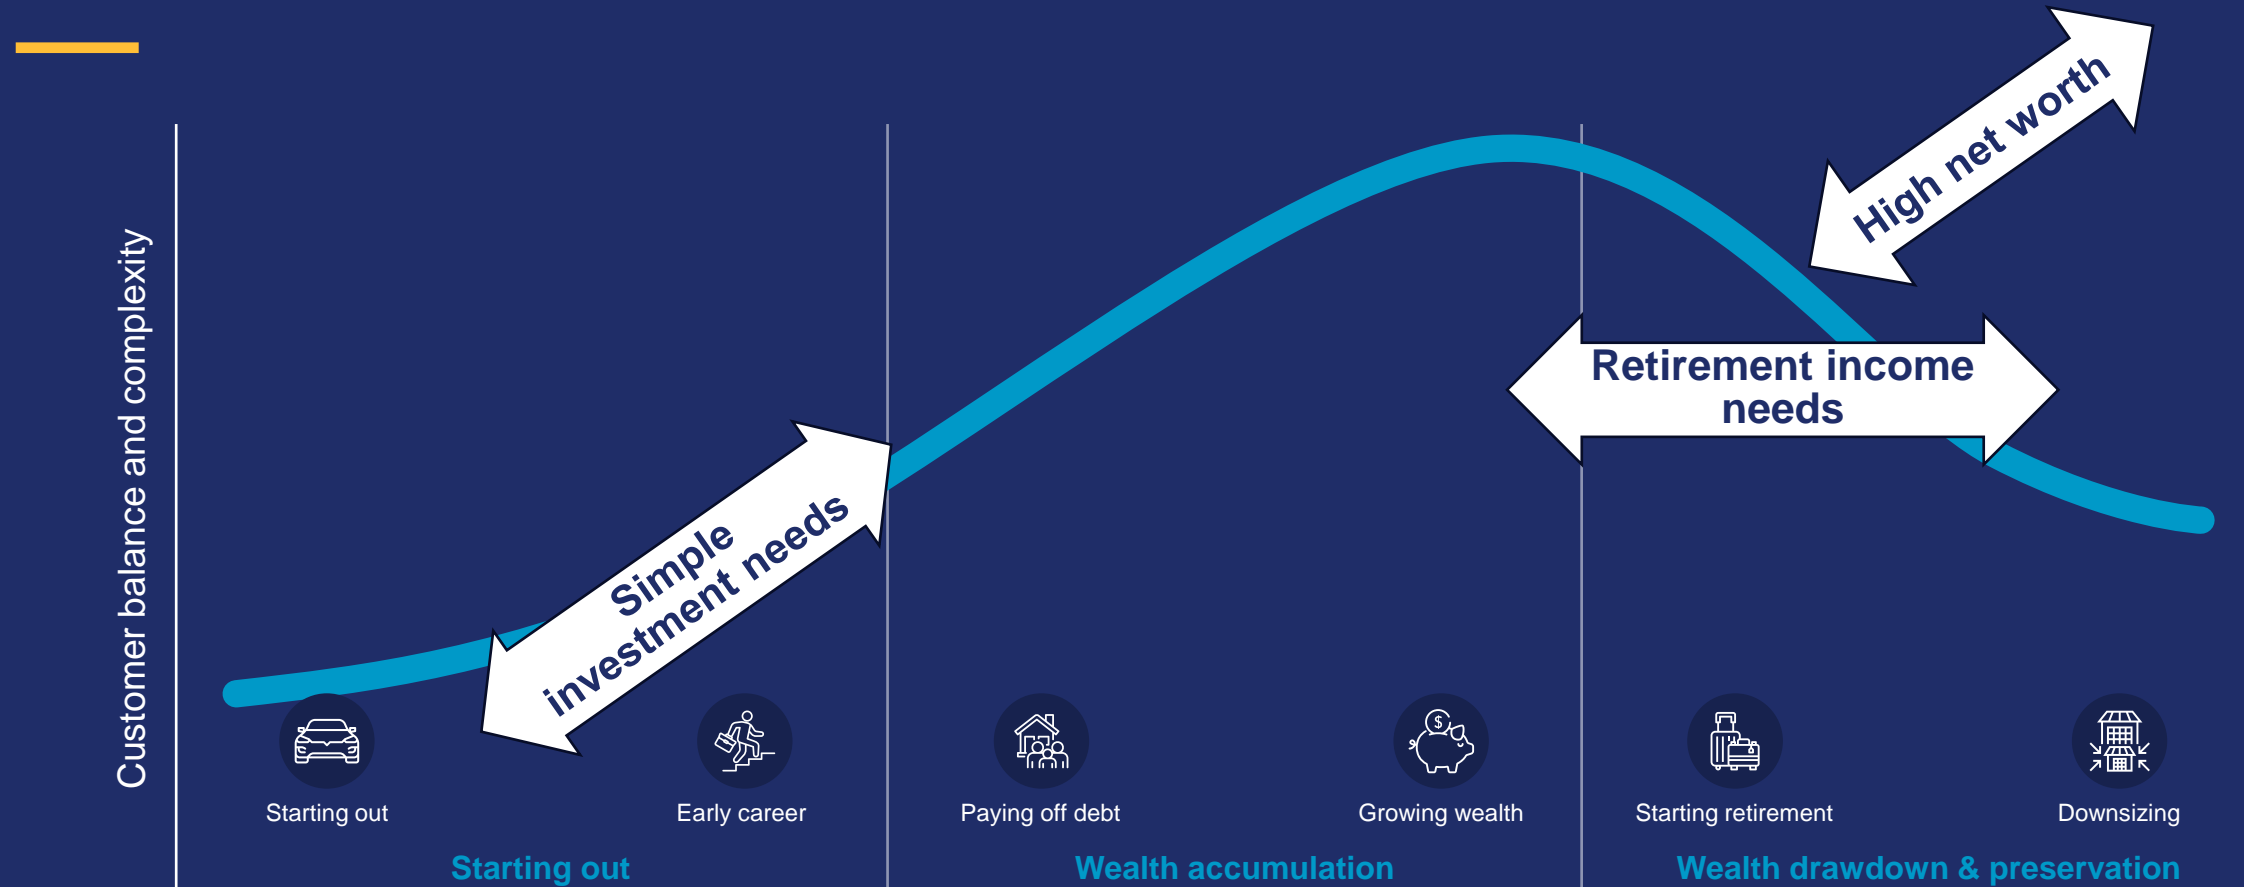 High net worth
Customer balance and complexity
Retirement income
needs
Simple
investment needs
$
Starting out
Early career
Paying off debt
Growing wealth
Starting retirement
Downsizing
Starting out
Wealth accumulation
Wealth drawdown & preservation